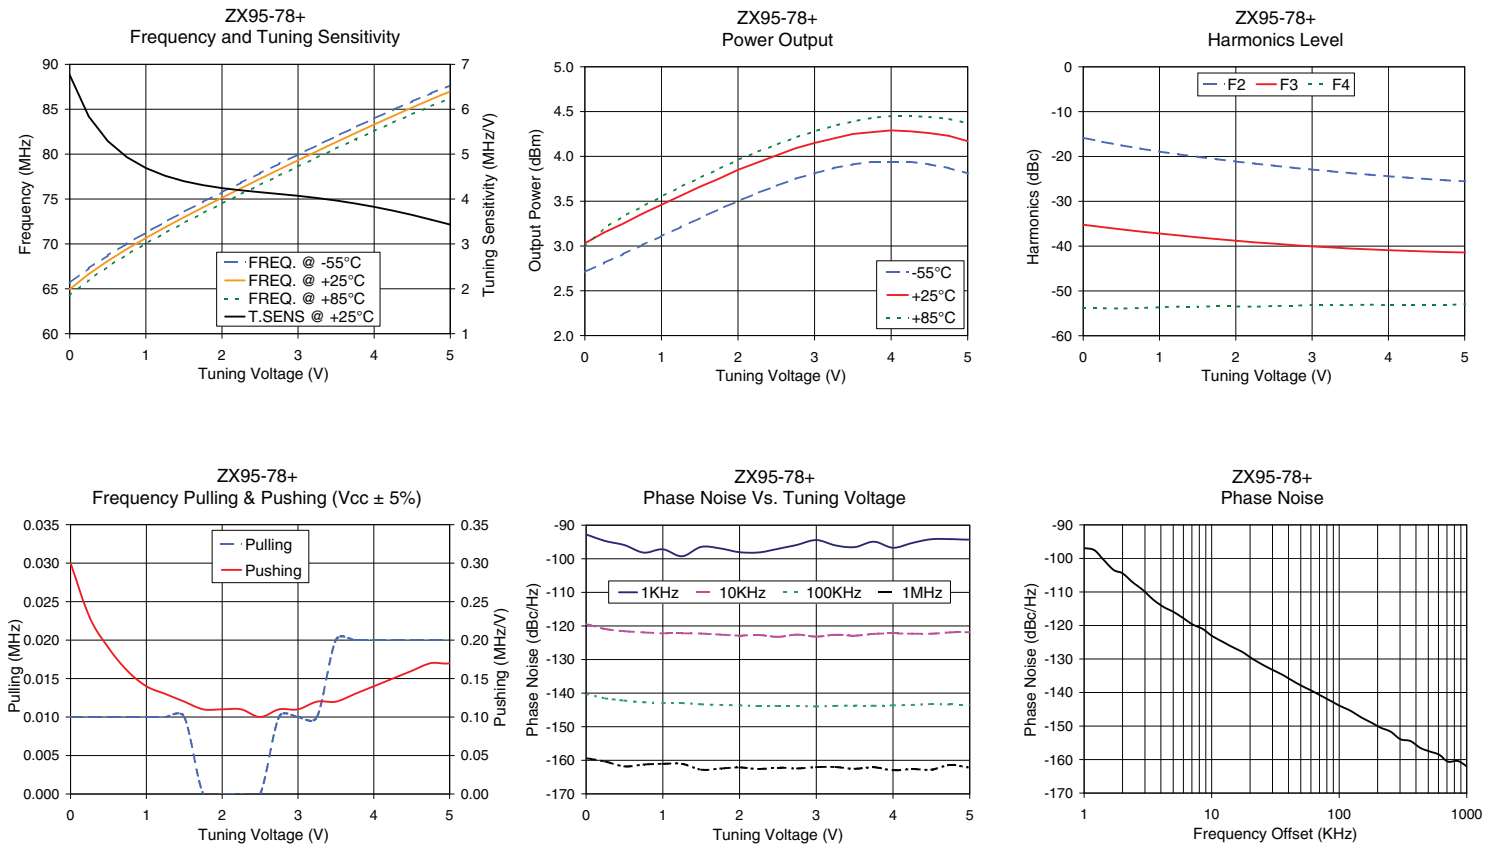 ZX95-78+
Frequency and Tuning Sensitivity
90
85
80
75
70
65
60
7
6
5
4
3
2
1
Frequency (MHz)
Tuning Sensitivity (MHz/V)
FREQ. @ -55°C
FREQ. @ +25°C
FREQ. @ +85°C
T.SENS @ +25°C
0 1 2 3 4 5
Tuning Voltage (V)
ZX95-78+
Power Output
5.0
4.5
4.0
3.5
3.0
2.5
2.0
Output Power (dBm)
-55°C
+25°C
+85°C
0 1 2 3 4 5
Tuning Voltage (V)
ZX95-78+
Harmonics Level
0
-10
-20
-30
-40
-50
-60
Harmonics (dBc)
F2 F3 F4
0 1 2 3 4 5
Tuning Voltage (V)
ZX95-78+
Frequency Pulling & Pushing (Vcc ± 5%)
0.035
0.030
0.025
0.020
0.015
0.010
0.005
0.000
0.35
0.30
0.25
0.20
0.15
0.10
0.05
0.00
Pulling (MHz)
Pushing (MHz/V)
Pulling
Pushing
0 1 2 3 4 5
Tuning Voltage (V)
ZX95-78+
Phase Noise Vs. Tuning Voltage
-90
-100
-110
-120
-130
-140
-150
-160
-170
Phase Noise (dBc/Hz)
1KHz 10KHz 100KHz 1MHz
0 1 2 3 4 5
Tuning Voltage (V)
ZX95-78+
Phase Noise
-90
-100
-110
-120
-130
-140
-150
-160
-170
Phase Noise (dBc/Hz)
1 10 100 1000
Frequency Offset (KHz)